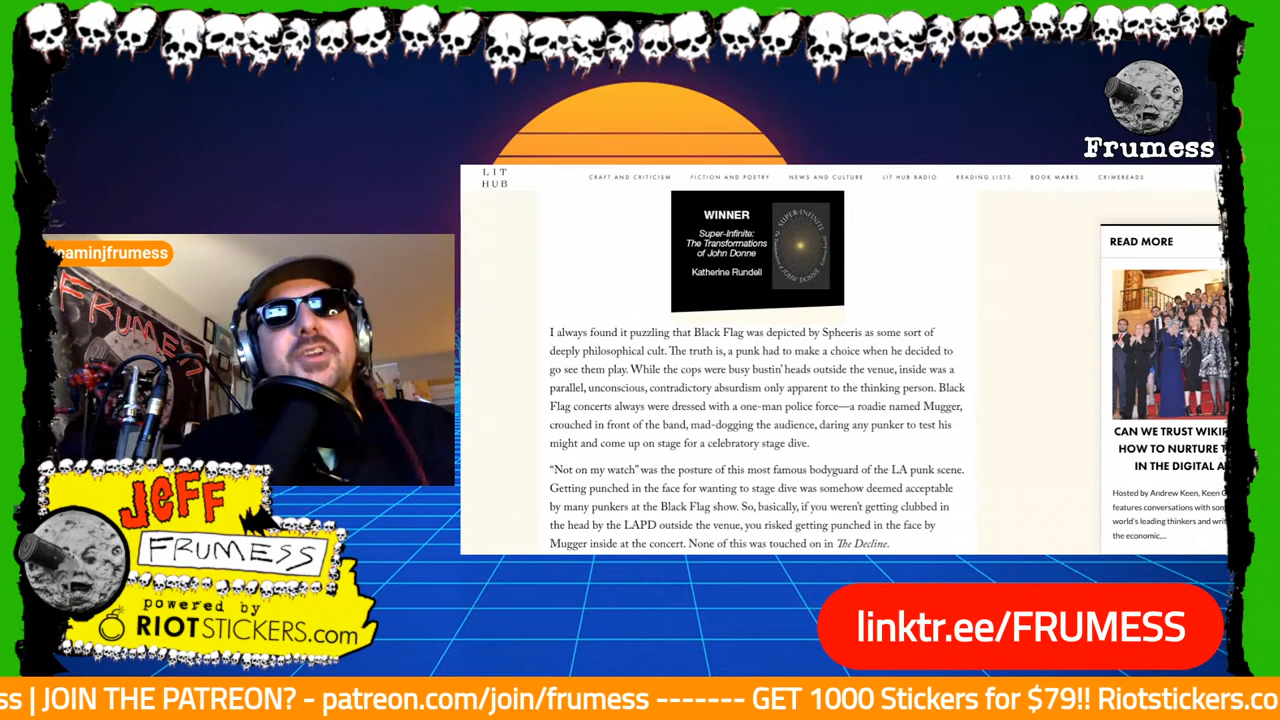 Frumess
LIT
HUB
CRAFT AND CRITICISM
FICTION AND POETRY
NEWS AND CULTURE
LIT HUB RADIO
READING LISTS
BOOK MARKS
CRIMEREADS
WINNER
Super-Infinite:
The Transformations
of John Donne
Katherine Rundell
READ MORE
eaminjfrumess
FRUMESS
I always found it puzzling that Black Flag was depicted by Spheeris as some sort of
deeply philosophical cult. The truth is, a punk had to make a choice when he decided to
go see them play. While the cops were busy bustin’ heads outside the venue, inside was a
parallel, unconscious, contradictory absurdism only apparent to the thinking person. Black
Flag concerts always were dressed with a one-man police force—a roadie named Mugger,
crouched in front of the band, mad-dogging the audience, daring any punker to test his
might and come up on stage for a celebratory stage dive.
“Not on my watch” was the posture of this most famous bodyguard of the LA punk scene.
Getting punched in the face for wanting to stage dive was somehow deemed acceptable
by many punkers at the Black Flag show. So, basically, if you weren’t getting clubbed in
the head by the LAPD outside the venue, you risked getting punched in the face by
Mugger inside at the concert. None of this was touched on in The Decline.
CAN WE TRUST WIKI
HOW TO NURTURE
IN THE DIGITAL A
Hosted by Andrew Keen, Keen
features conversations with som
world’s leading thinkers and writ
the economic,...
JEFF
FRUMESS
powered by
RIOTSTICKERS.com
linktr.ee/FRUMESS
ss | JOIN THE PATREON? - patreon.com/join/frumess ------- GET 1000 Stickers for $79!! Riotstickers.co